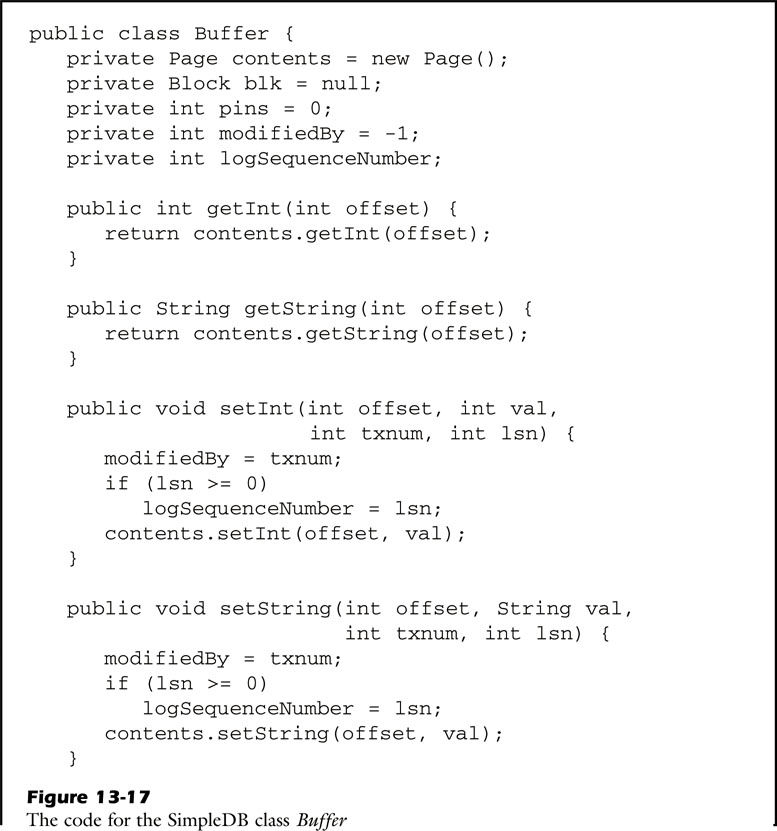 public class Buffer {
private Page contents = new Page();
private Block blk = null;
private int pins = 0;
private int modifiedBy = -1;
private int logSequenceNumber;
public int getInt(int offset) {
return contents.getInt(offset);
}
public String getString(int offset) {
return contents.getString(offset);
}
public void setInt(int offset, int val,
int txnum, int lsn) {
modifiedBy = txnum;
if (lsn >= 0)
logSequenceNumber = lsn;
contents.setInt(offset, val);
}
public void setString(int offset, String val,
int txnum, int lsn) {
modifiedBy = txnum;
if (lsn >= 0)
logSequenceNumber = lsn;
contents.setString(offset, val);
}
Figure 13-17
The code for the SimpleDB class Buffer